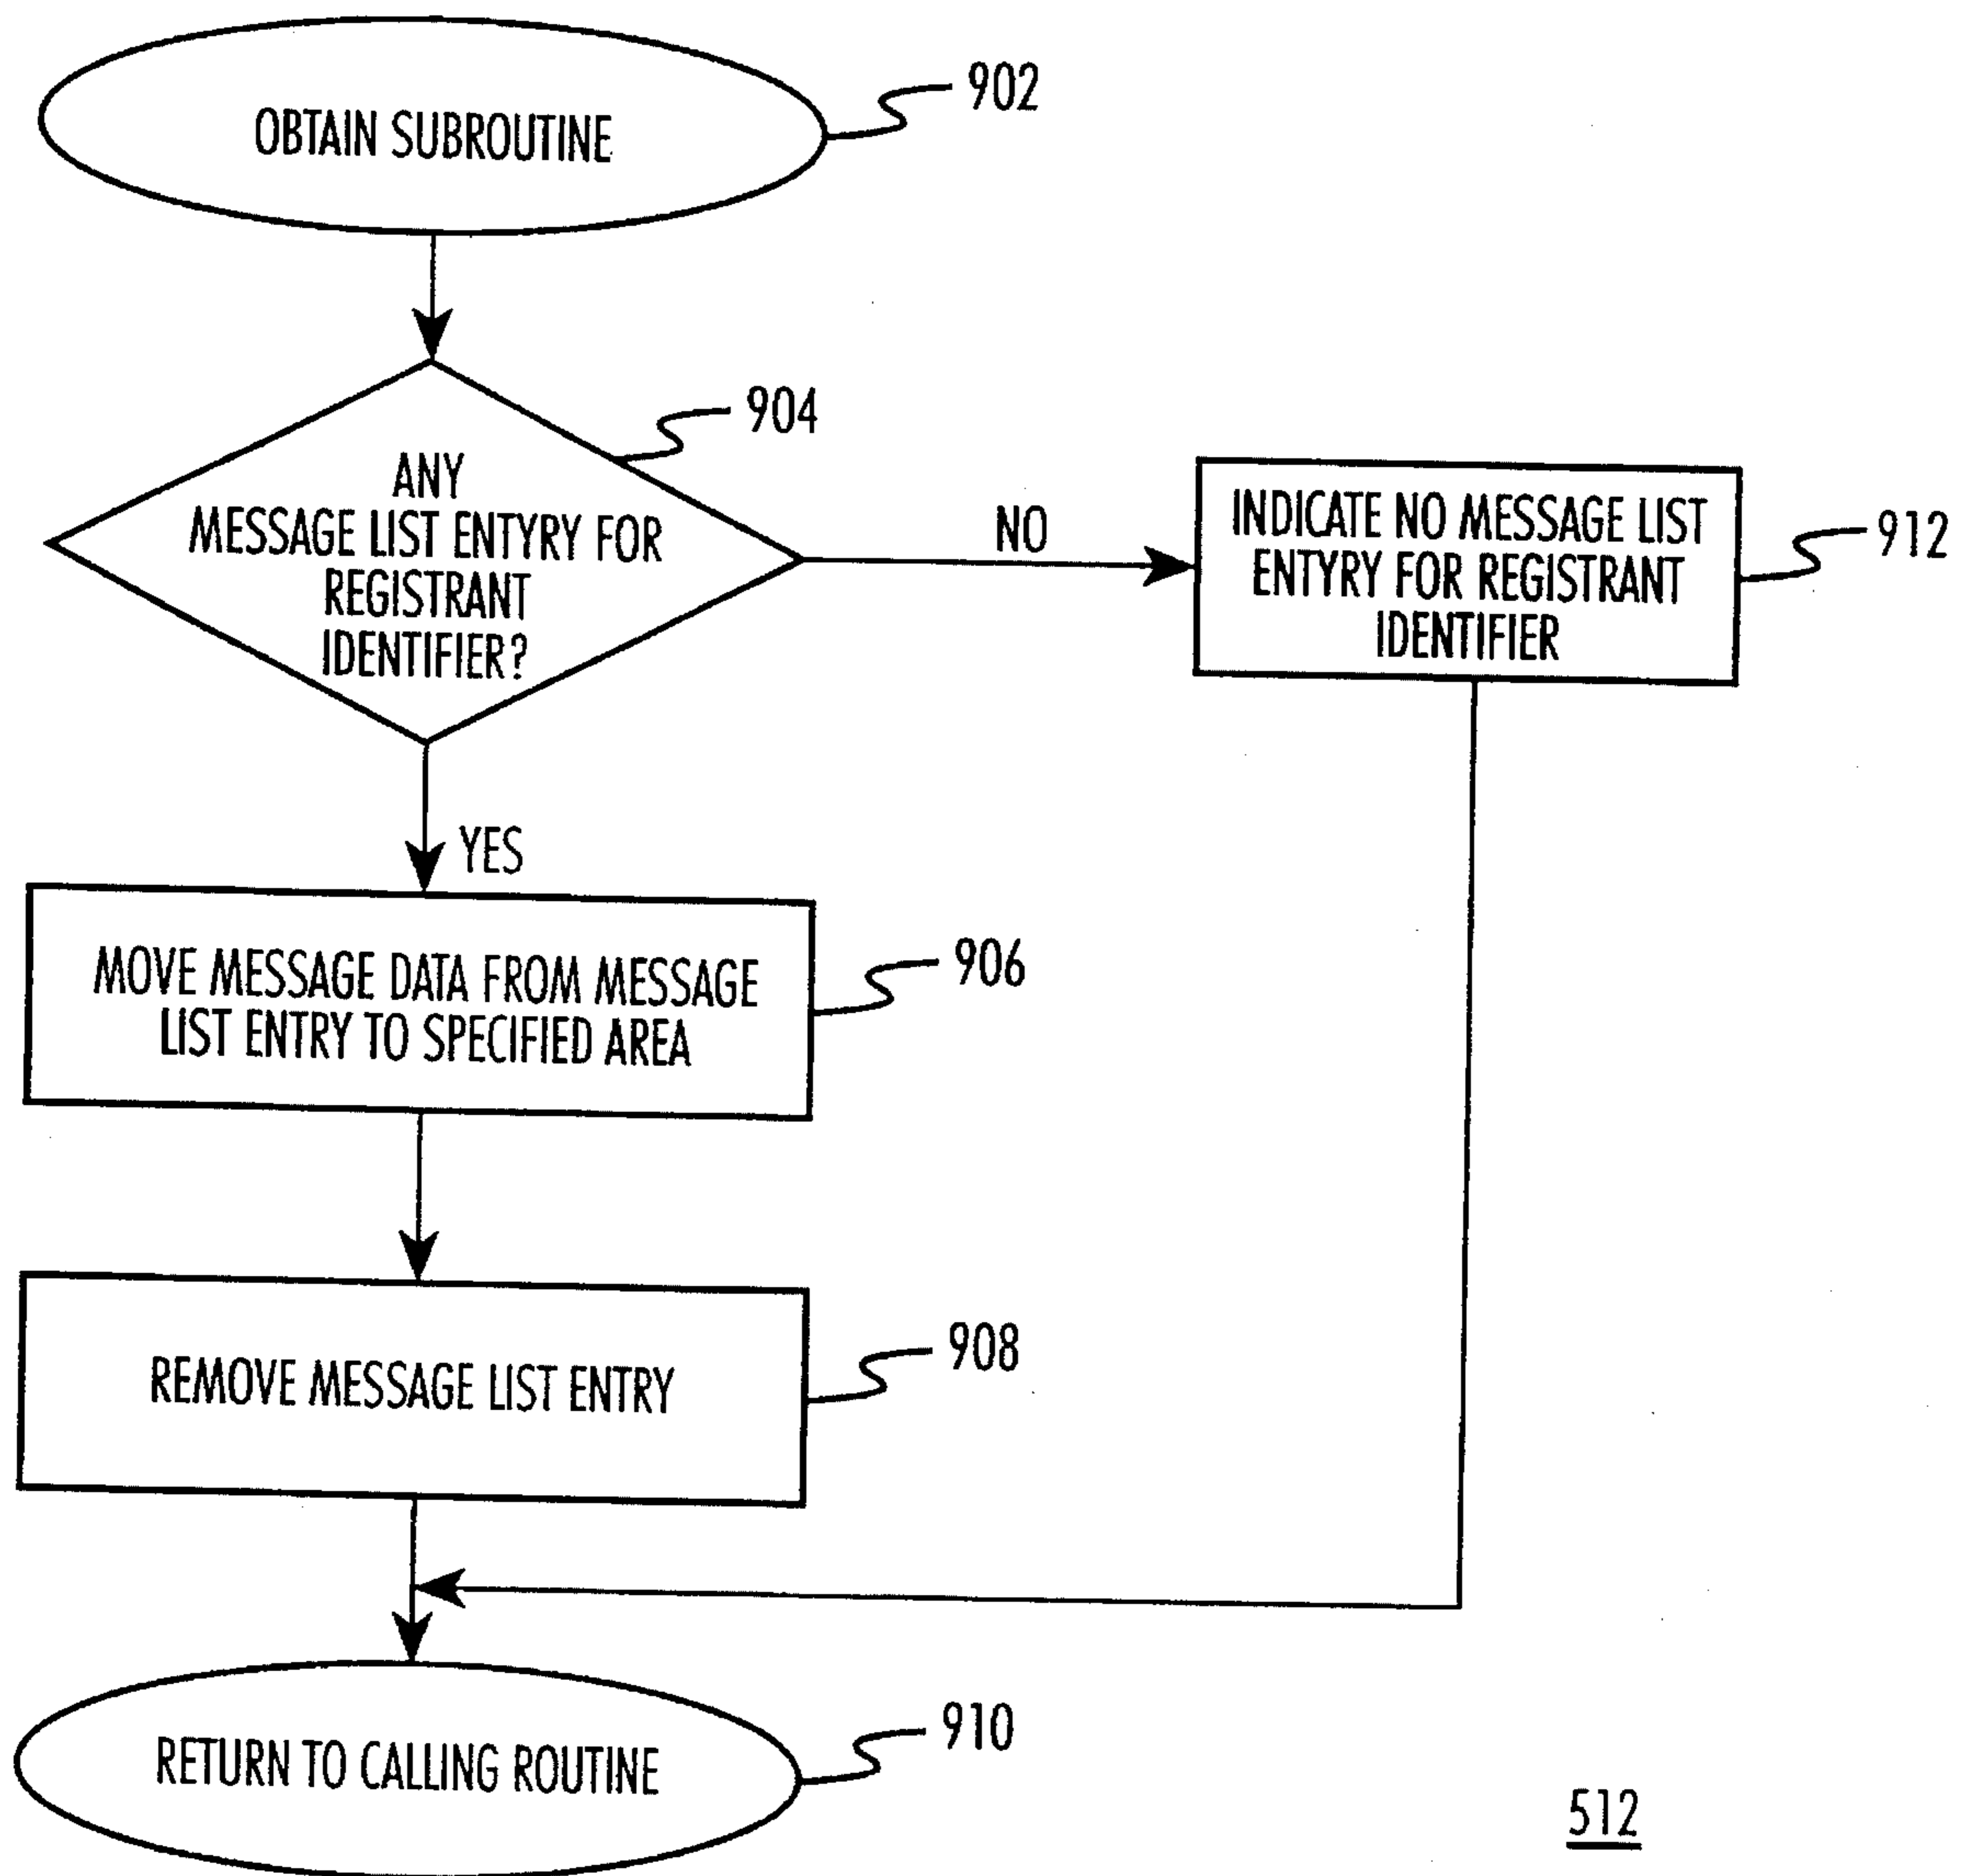 OBTAIN SUBROUTINE
902
904
ANY
MESSAGE LIST ENTYRY FOR
REGISTRANT
IDENTIFIER?
NO
INDICATE NO MESSAGE LIST
ENTYRY FOR REGISTRANT
IDENTIFIER
912
YES
MOVE MESSAGE DATA FROM MESSAGE
LIST ENTRY TO SPECIFIED AREA
906
REMOVE MESSAGE LIST ENTRY
908
RETURN TO CALLING ROUTINE
910
512